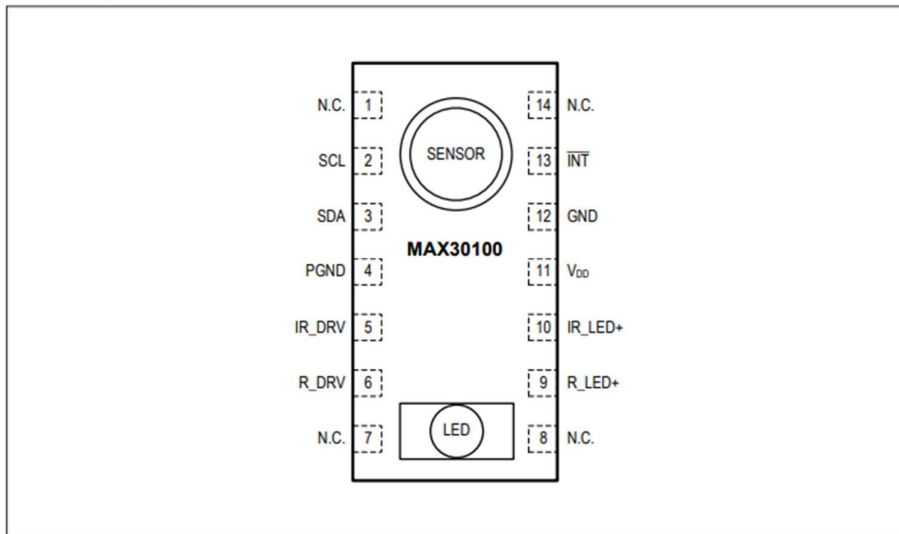 N.C. 1 14 N.C.
SENSOR
SCL 2 13 INT
SDA 3 12 GND
MAX30100
PGND 4 11 VDD
IR_DRV 5 10 IR_LED+
R_DRV 6 9 R_LED+
LED
N.C. 7 8 N.C.